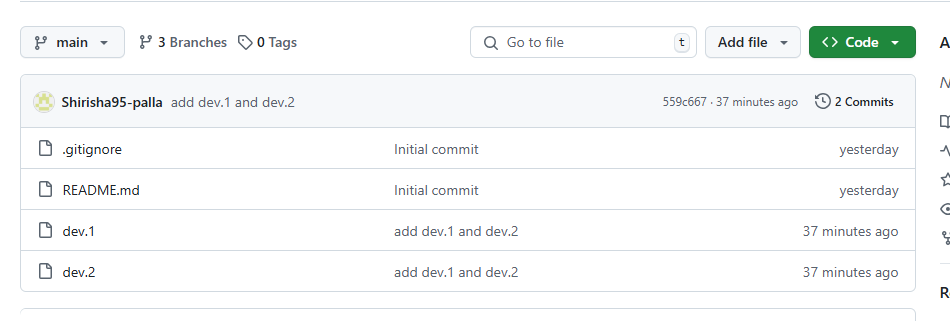 main 3 Branches 0 Tags Go to file t Add file Code
Shirisha95-palla add dev.1 and dev.2 559c667 · 37 minutes ago 2 Commits
.gitignore Initial commit yesterday
README.md Initial commit yesterday
dev.1 add dev.1 and dev.2 37 minutes ago
dev.2 add dev.1 and dev.2 37 minutes ago